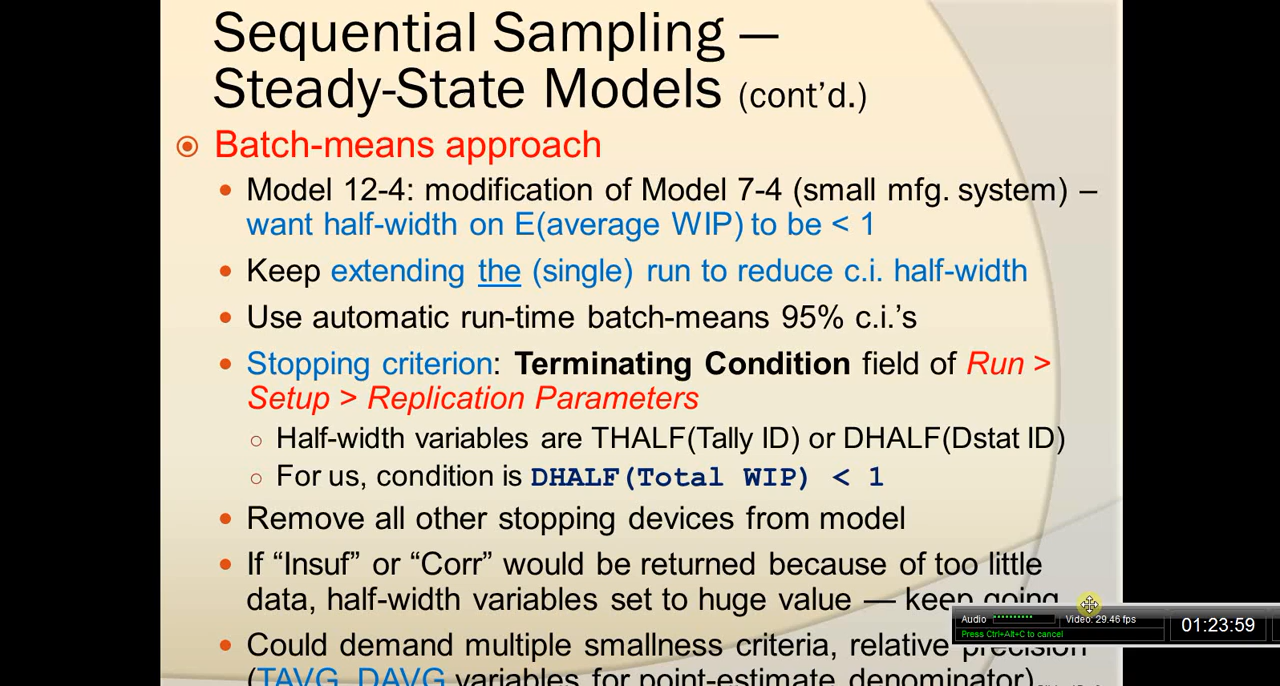 Sequential Sampling —
Steady-State Models (cont'd.)
Batch-means approach
Model 12-4: modification of Model 7-4 (small mfg. system) –
want half-width on E(average WIP) to be < 1
Keep extending the (single) run to reduce c.i. half-width
Use automatic run-time batch-means 95% c.i.'s
Stopping criterion: Terminating Condition field of Run >
Setup > Replication Parameters
Half-width variables are THALF(Tally ID) or DHALF(Dstat ID)
For us, condition is DHALF(Total WIP) < 1
Remove all other stopping devices from model
If “Insuf” or “Corr” would be returned because of too little
data, half-width variables set to huge value — keep going
Could demand multiple smallness criteria, relative precision
(TAVG, DAVG variables for point-estimate denominator)
Audio Video: 29.46 fps
Press Ctrl+Alt+C to cancel
01:23:59